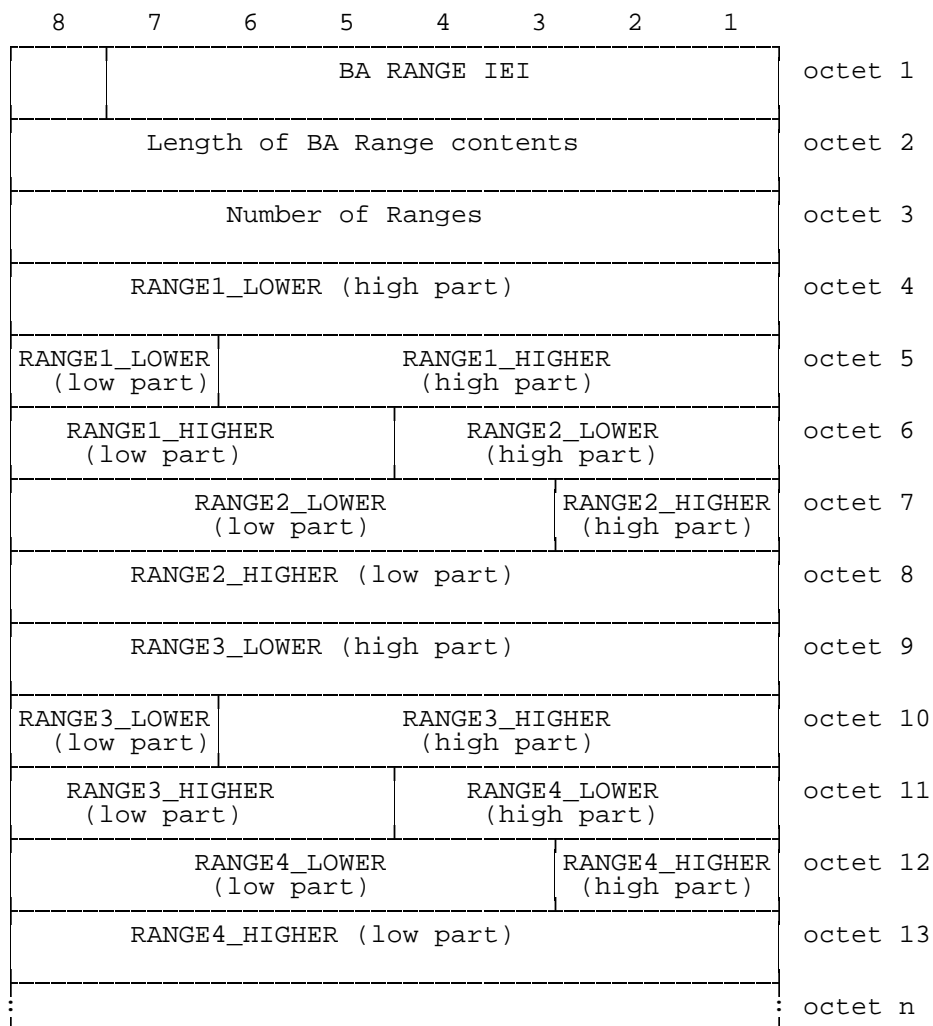 8 7 6 5 4 3 2 1
BA RANGE IEI octet 1
Length of BA Range contents octet 2
Number of Ranges octet 3
RANGE1_LOWER (high part) octet 4
RANGE1_LOWER RANGE1_HIGHER octet 5
(low part) (high part)
RANGE1_HIGHER RANGE2_LOWER octet 6
(low part) (high part)
RANGE2_LOWER RANGE2_HIGHER octet 7
(low part) (high part)
RANGE2_HIGHER (low part) octet 8
RANGE3_LOWER (high part) octet 9
RANGE3_LOWER RANGE3_HIGHER octet 10
(low part) (high part)
RANGE3_HIGHER RANGE4_LOWER octet 11
(low part) (high part)
RANGE4_LOWER RANGE4_HIGHER octet 12
(low part) (high part)
RANGE4_HIGHER (low part) octet 13
: : octet n